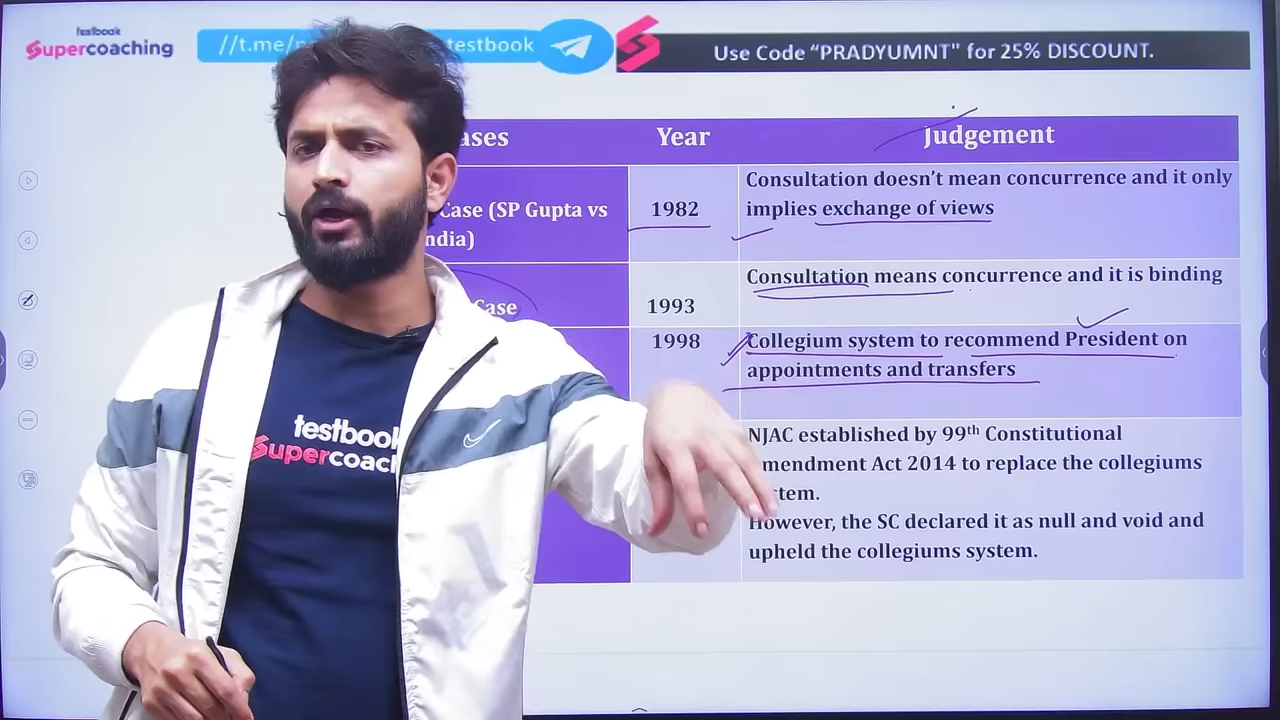 testbook
Supercoaching
//t.me/p testbook
Use Code “PRADYUMNT" for 25% DISCOUNT.
ases
Year
Judgement
Case (SP Gupta vs
ndia)
1982
Consultation doesn’t mean concurrence and it only
implies exchange of views
Case
1993
Consultation means concurrence and it is binding
1998
Collegium system to recommend President on
appointments and transfers
NJAC established by 99th Constitutional
mendment Act 2014 to replace the collegiums
stem.
However, the SC declared it as null and void and
upheld the collegiums system.
testbook
Supercoach